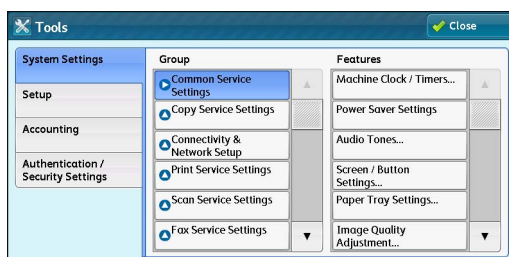 Tools
Close
System Settings
Setup
Accounting
Authentication /
Security Settings
Group
Common Service
Settings
Copy Service Settings
Connectivity &
Network Setup
Print Service Settings
Scan Service Settings
Fax Service Settings
Features
Machine Clock / Timers...
Power Saver Settings
Audio Tones...
Screen / Button
Settings...
Paper Tray Settings...
Image Quality
Adjustment...